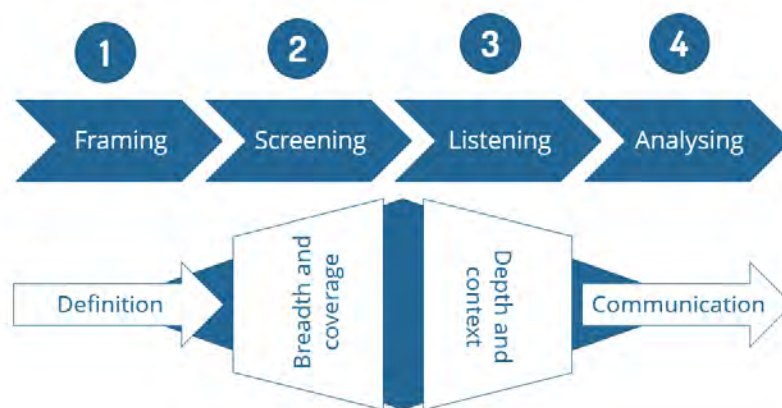 1
2
3
4
Framing
Screening
Listening
Analysing
Definition
Breadth and
coverage
Depth and
context
Communication